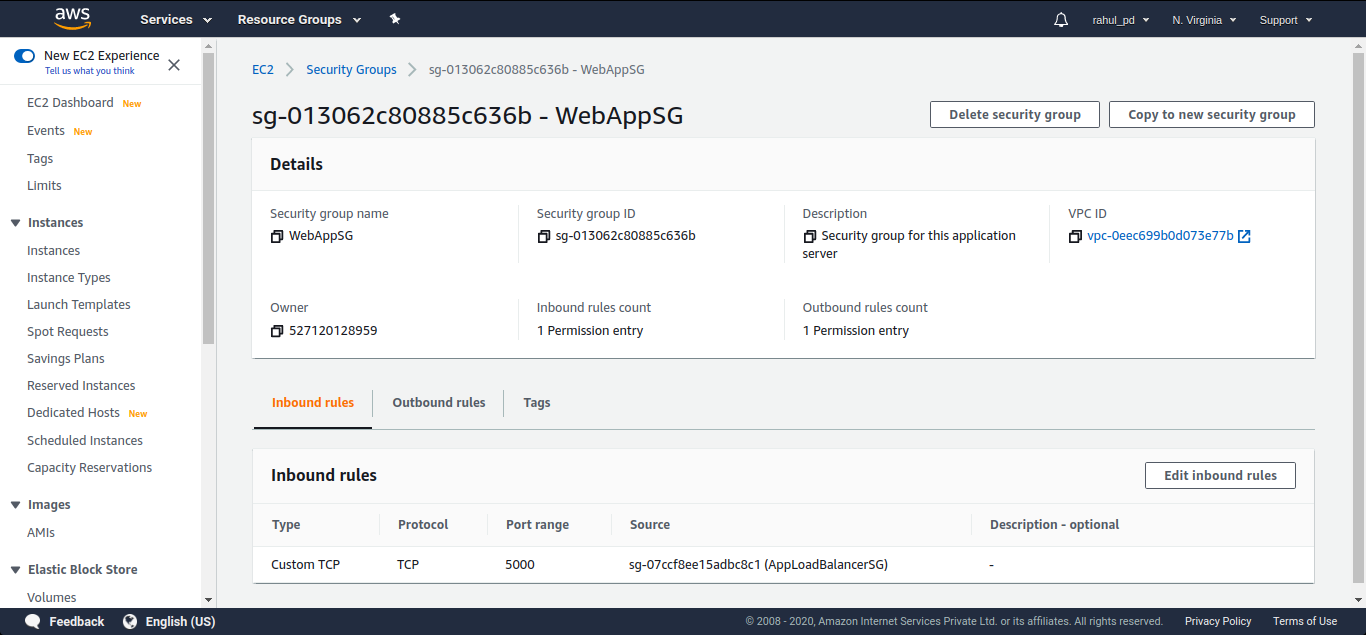 aws
Services
Resource Groups
rahul_pd
N. Virginia
Support
New EC2 Experience
Tell us what you think
EC2 Dashboard New
Events New
Tags
Limits
Instances
Instances
Instance Types
Launch Templates
Spot Requests
Savings Plans
Reserved Instances
Dedicated Hosts New
Scheduled Instances
Capacity Reservations
Images
AMIs
Elastic Block Store
Volumes
EC2
Security Groups
sg-013062c80885c636b - WebAppSG
sg-013062c80885c636b - WebAppSG
Delete security group
Copy to new security group
Details
Security group name
WebAppSG
Security group ID
sg-013062c80885c636b
Description
Security group for this application
server
VPC ID
vpc-0eec699b0d073e77b
Owner
527120128959
Inbound rules count
1 Permission entry
Outbound rules count
1 Permission entry
Inbound rules
Outbound rules
Tags
Inbound rules
Edit inbound rules
Type Protocol Port range Source Description - optional
Custom TCP TCP 5000 sg-07ccf8ee15adbc8c1 (AppLoadBalancerSG) -
Feedback
English (US)
© 2008 - 2020, Amazon Internet Services Private Ltd. or its affiliates. All rights reserved.
Privacy Policy
Terms of Use